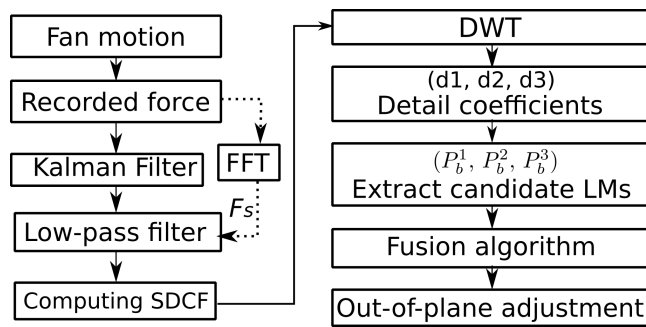 Fan motion
Recorded force
Kalman Filter
FFT
Fs
Low-pass filter
Computing SDCF
DWT
(d1, d2, d3)
Detail coefficients
(P_b^1, P_b^2, P_b^3)
Extract candidate LMs
Fusion algorithm
Out-of-plane adjustment